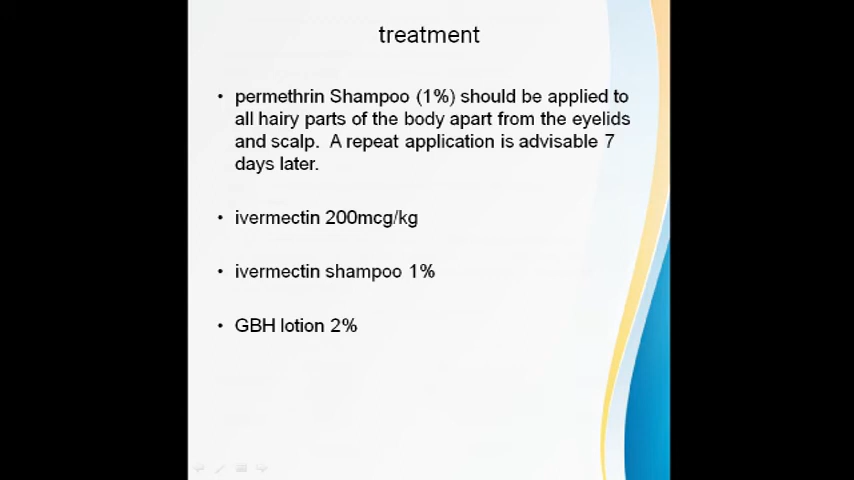 treatment
• permethrin Shampoo (1%) should be applied to
all hairy parts of the body apart from the eyelids
and scalp.  A repeat application is advisable 7
days later.
• ivermectin 200mcg/kg
• ivermectin shampoo 1%
• GBH lotion 2%